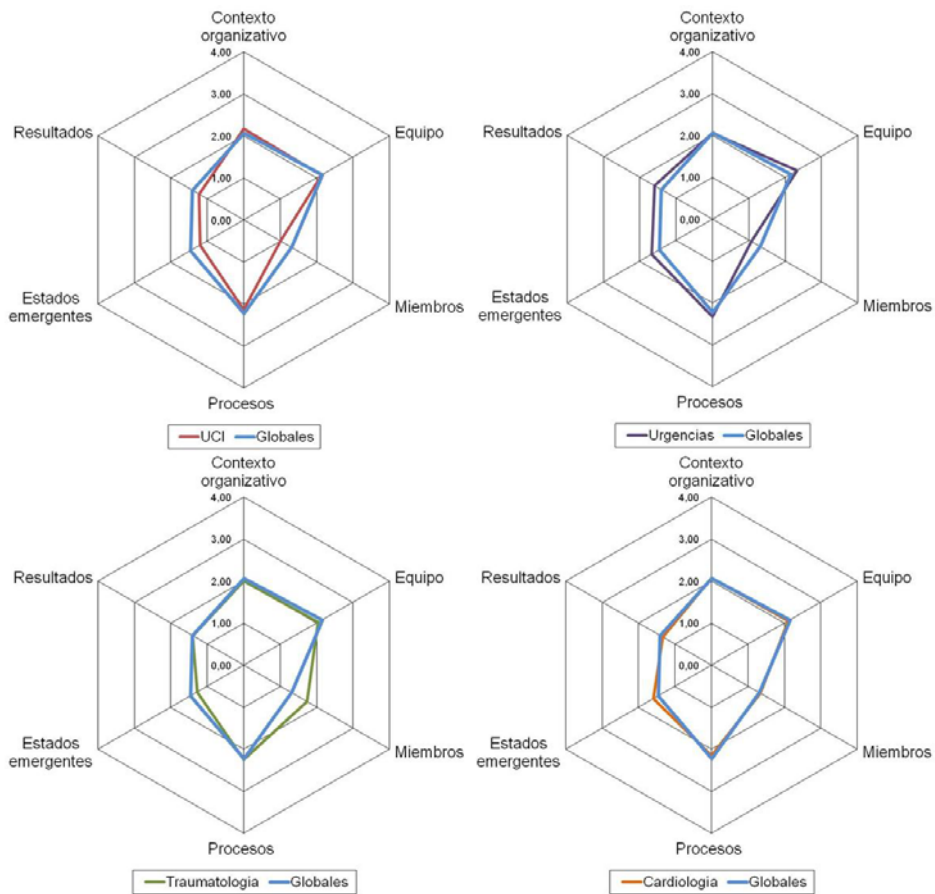 Contexto
organizativo
4,00
3,00
2,00
1,00
0,00
Resultados
Equipo
Estados
emergentes
Miembros
Procesos
UCI Globales
Contexto
organizativo
4,00
3,00
2,00
1,00
0,00
Resultados
Equipo
Estados
emergentes
Miembros
Procesos
Urgencias Globales
Contexto
organizativo
4,00
3,00
2,00
1,00
0,00
Resultados
Equipo
Estados
emergentes
Miembros
Procesos
Traumatologia Globales
Contexto
organizativo
4,00
3,00
2,00
1,00
0,00
Resultados
Equipo
Estados
emergentes
Miembros
Procesos
Cardiologia Globales